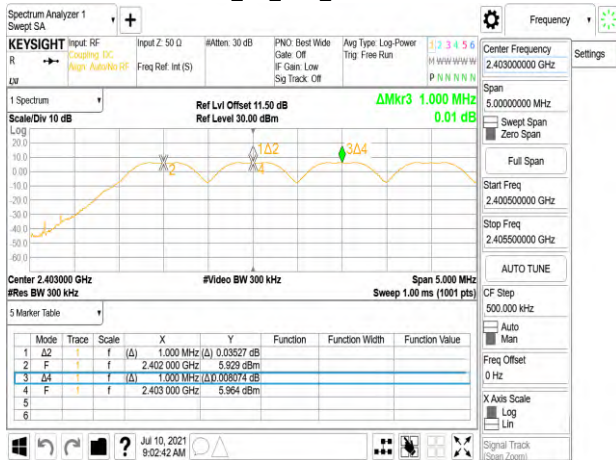 Spectrum Analyzer 1
Swept SA
+
Frequency
KEYSIGHT Input: RF Input Z: 50 Ω #Atten: 30 dB PNO: Best Wide Avg Type: Log-Power 1 2 3 4 5 6
R Coupling: DC Gate: Off Trig: Free Run M W W W W W
Align: Auto/No RF Freq Ref: Int (S) IF Gain: Low
Sig Track: Off P N N N N N
LXI
1 Spectrum ΔMkr3 1.000 MHz
Ref Lvl Offset 11.50 dB
Scale/Div 10 dB Ref Level 30.00 dBm 0.01 dB
Log
20.0
10.0
0.00
-10.0
-20.0
-30.0
-40.0
-50.0
-60.0
1Δ2
3Δ4
2
4
Center 2.403000 GHz #Video BW 300 kHz Span 5.000 MHz
#Res BW 300 kHz Sweep 1.00 ms (1001 pts)
5 Marker Table
Mode Trace Scale X Y Function Function Width Function Value
1 Δ2 1 f (Δ) 1.000 MHz (Δ) 0.03527 dB
2 F 1 f 2.402 000 GHz 5.929 dBm
3 Δ4 1 f (Δ) 1.000 MHz (Δ) 0.008074 dB
4 F 1 f 2.403 000 GHz 5.964 dBm
5
6
?
Jul 10, 2021
9:02:42 AM
Center Frequency
2.403000000 GHz
Settings
Span
5.00000000 MHz
Swept Span
Zero Span
Full Span
Start Freq
2.400500000 GHz
Stop Freq
2.405500000 GHz
AUTO TUNE
CF Step
500.000 kHz
Auto
Man
Freq Offset
0 Hz
X Axis Scale
Log
Lin
Signal Track
(Span Zoom)